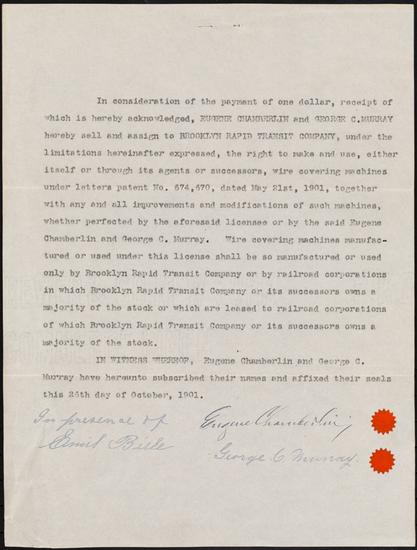 In consideration of the payment of one dollar, receipt
of which is hereby acknowledged, EUGENE CHAMBERLIN and GEORGE C.MURRAY
hereby sell and assign to BROOKLYN RAPID TRANSIT COMPANY, under the
limitations hereinafter expressed, the right to make and use, either
itself or through its agents or successors, wire covering machines
under letters patent No. 674,670, dated May 21st, 1901, together
with any and all improvements and modifications of such machines,
whether perfected by the aforesaid licensee or by the said Eugene
Chamberlin and George C. Murray. Wire covering machines manufac-
tured or used under this license shall be so manufactured or used
only by Brooklyn Rapid Transit Company or by railroad corporations
in which Brooklyn Rapid Transit Company or its successors owns a
majority of the stock or which are leased to railroad corporations
of which Brooklyn Rapid Transit Company or its successors owns a
majority of the stock.
IN WITNESS WHEREOF, Eugene Chamberlin and George C.
Murray have hereunto subscribed their names and affixed their seals
this 26th day of October, 1901.
In presence of
Eugene Chamberlin
Emil
George C Murray